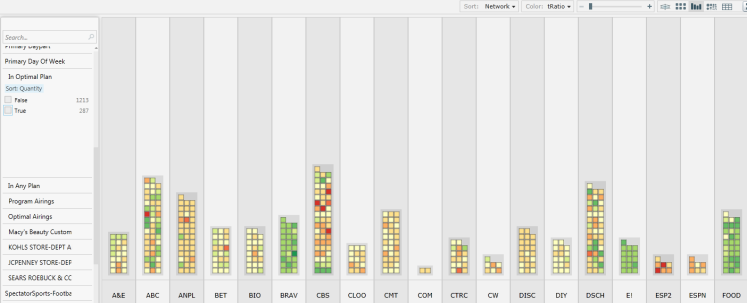 Sort: Network Color: tRatio
Search...
Primary Daypart
Primary Day Of Week
In Optimal Plan
Sort: Quantity
False 1213
True 287
In Any Plan
Program Airings
Optimal Airings
Macy's Beauty Custom
KOHLS STORE-DEPT A
JCPENNEY STORE-DEF
SEARS ROEBUCK & CC
SpectatorSports-Footba
A&E ABC ANPL BET BIO BRAV CBS CLOO CMT COM CTRC CW DISC DIY DSCH E! ESP2 ESPN FOOD